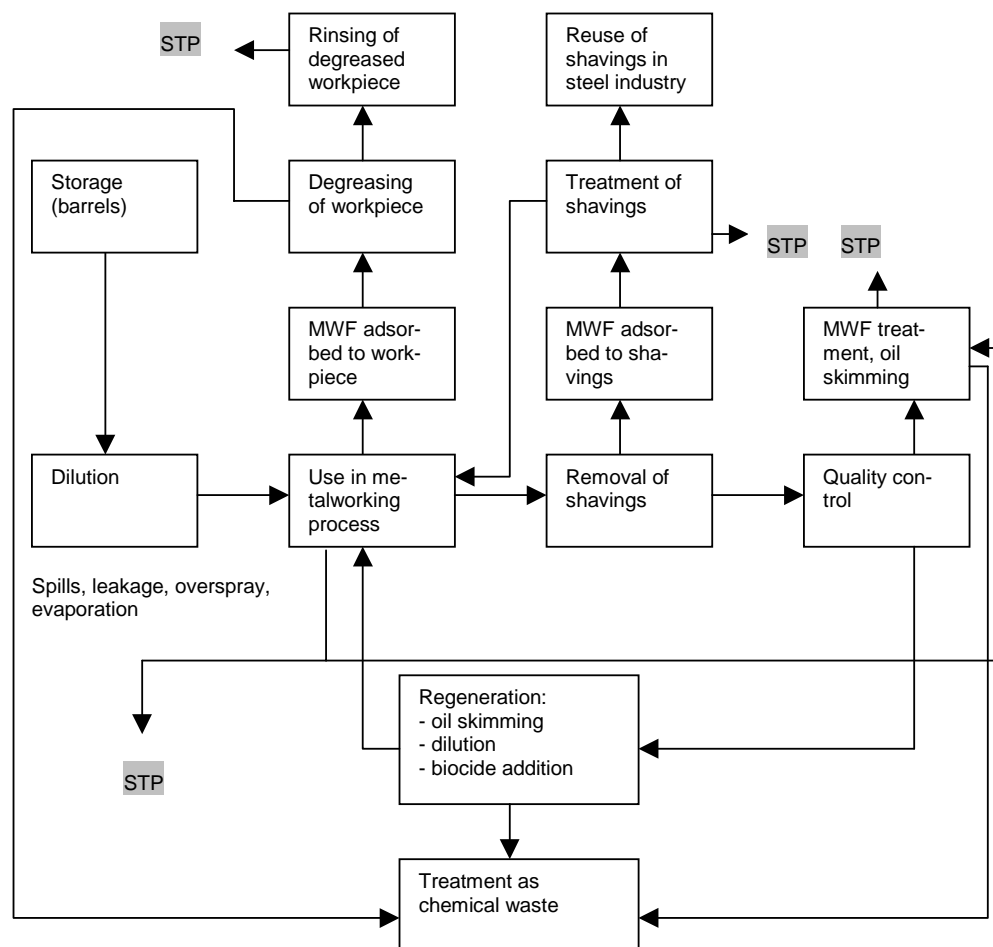 STP
Rinsing of
degreased
workpiece
Reuse of
shavings in
steel industry
Storage
(barrels)
Degreasing
of workpiece
Treatment of
shavings
STP
STP
MWF adsor-
bed to work-
piece
MWF adsor-
bed to sha-
vings
MWF treat-
ment, oil
skimming
Dilution
Use in me-
talworking
process
Removal of
shavings
Quality con-
trol
Spills, leakage, overspray,
evaporation
Regeneration:
- oil skimming
- dilution
- biocide addition
STP
Treatment as
chemical waste